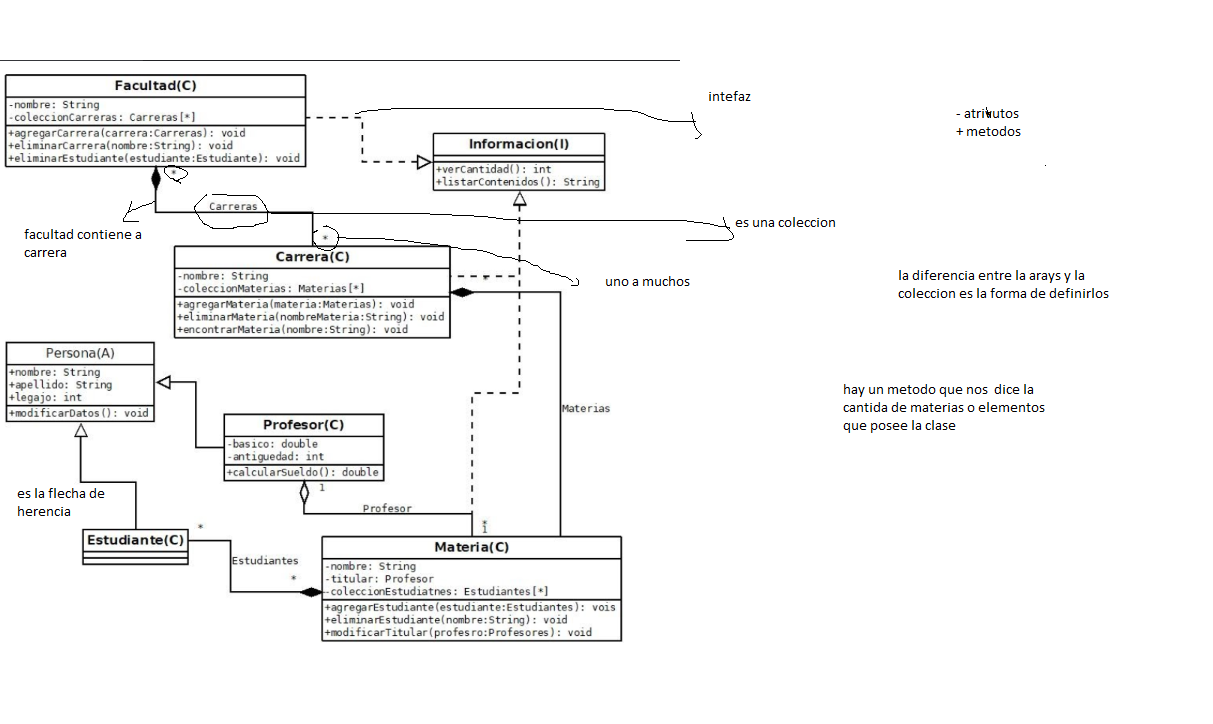 Facultad(C)
-nombre: String
-coleccionCarreras: Carreras[*]
+agregarCarrera(carrera:Carreras): void
+eliminarCarrera(nombre:String): void
+eliminarEstudiante(estudiante:Estudiante): void
intefaz
- atributos
+ metodos
Informacion(I)
+verCantidad(): int
+listarContenidos(): String
*
Carreras
*
facultad contiene a
carrera
es una coleccion
uno a muchos
la diferencia entre la arays y la
coleccion es la forma de definirlos
Carrera(C)
-nombre: String
-coleccionMaterias: Materias[*]
+agregarMateria(materia:Materias): void
+eliminarMateria(nombreMateria:String): void
+encontrarMateria(nombre:String): void
*
Materias
hay un metodo que nos dice la
cantida de materias o elementos
que posee la clase
Persona(A)
+nombre: String
+apellido: String
+legajo: int
+modificarDatos(): void
Profesor(C)
-basico: double
-antiguedad: int
+calcularSueldo(): double
1
Profesor
*
1
es la flecha de
herencia
Estudiante(C)
*
Estudiantes
*
Materia(C)
-nombre: String
-titular: Profesor
-coleccionEstudiatnes: Estudiantes[*]
+agregarEstudiante(estudiante:Estudiantes): vois
+eliminarEstudiante(nombre:String): void
+modificarTitular(profesro:Profesores): void